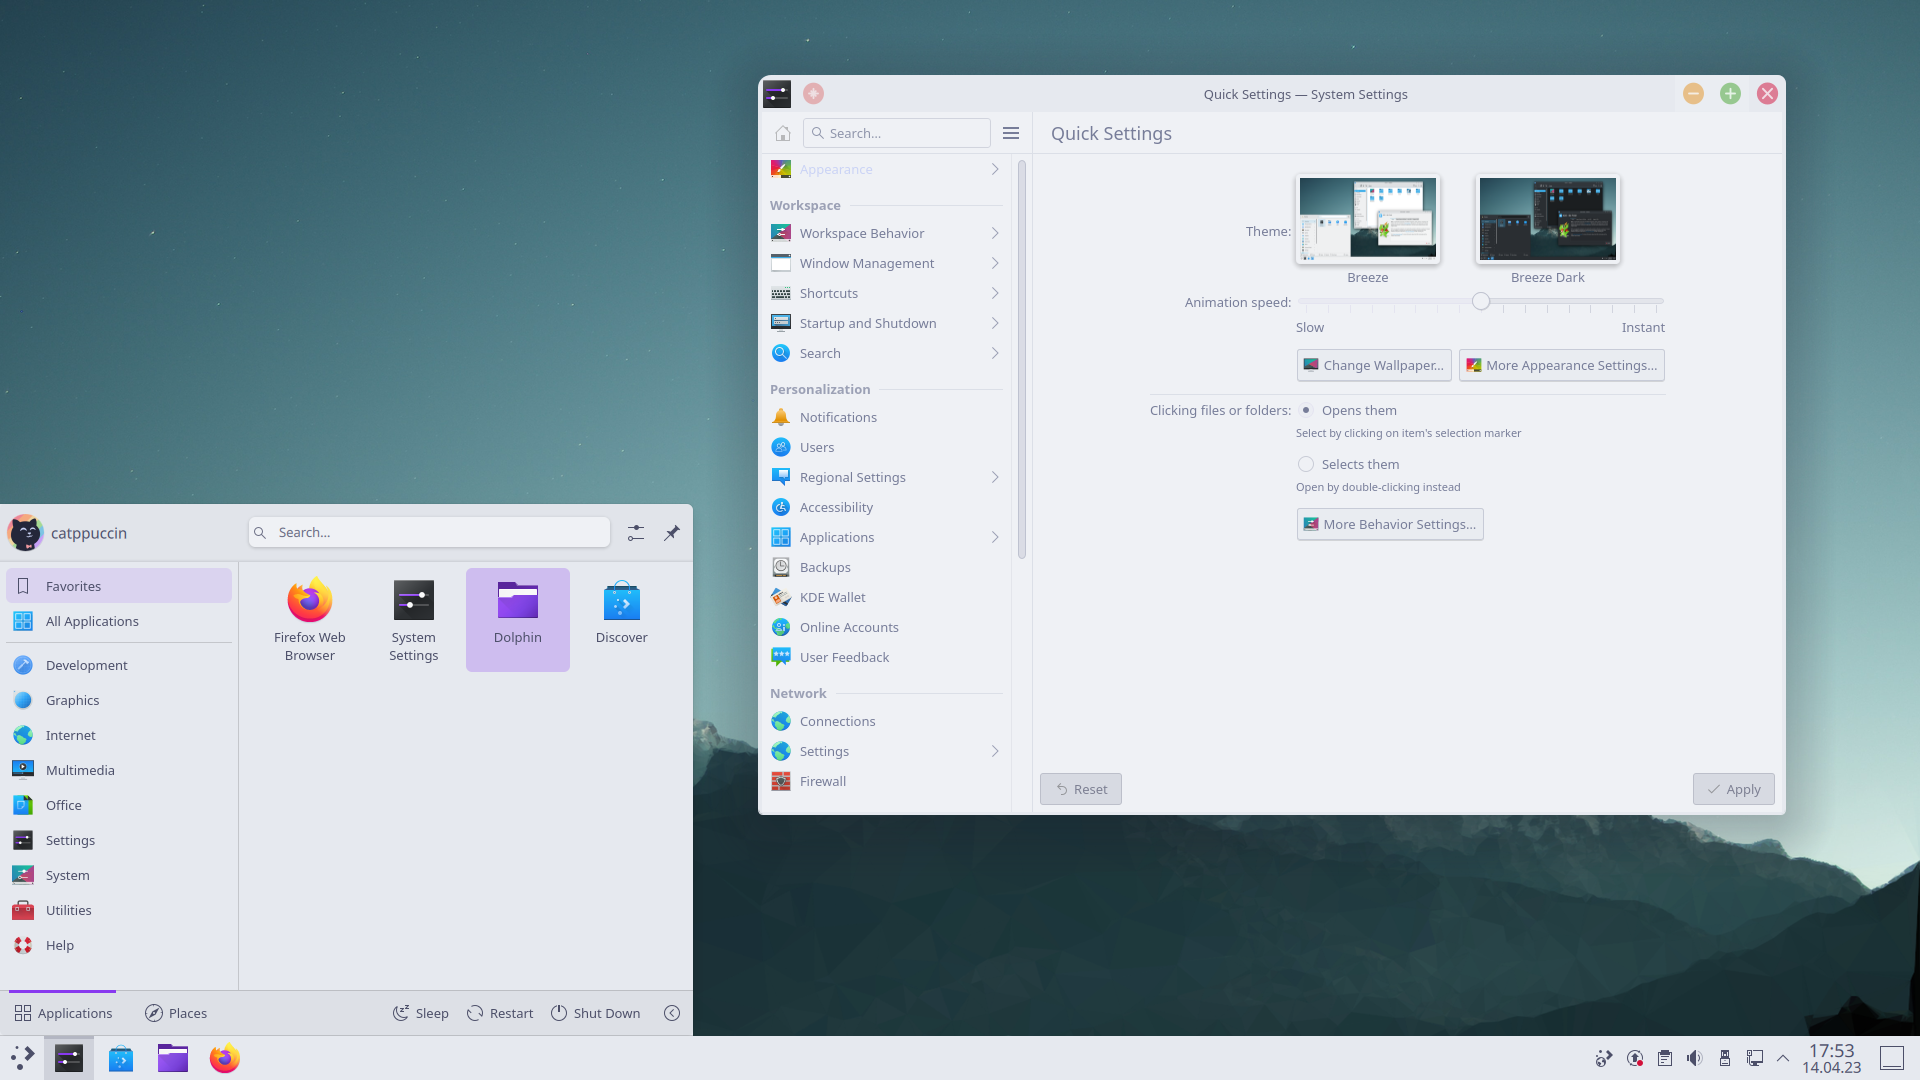 Quick Settings — System Settings
Search...
Quick Settings
Appearance
Workspace
Workspace Behavior
Window Management
Shortcuts
Startup and Shutdown
Search
Personalization
Notifications
Users
Regional Settings
Accessibility
Applications
Backups
KDE Wallet
Online Accounts
User Feedback
Network
Connections
Settings
Firewall
Theme:
Breeze
Breeze Dark
Animation speed:
Slow
Instant
Change Wallpaper...
More Appearance Settings...
Clicking files or folders:
Opens them
Select by clicking on item's selection marker
Selects them
Open by double-clicking instead
More Behavior Settings...
Reset
Apply
catppuccin
Search...
Favorites
All Applications
Development
Graphics
Internet
Multimedia
Office
Settings
System
Utilities
Help
Firefox Web
Browser
System
Settings
Dolphin
Discover
Applications
Places
Sleep
Restart
Shut Down
17:53
14.04.23